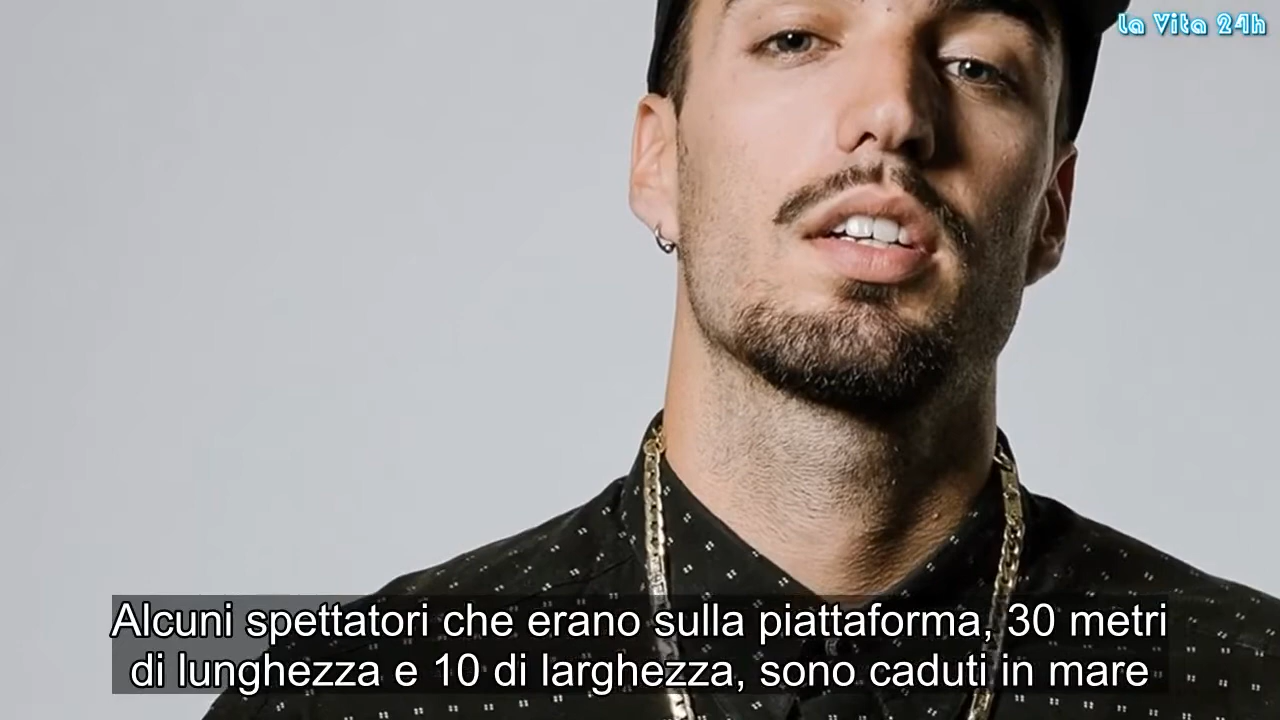 La Vita 24h
Alcuni spettatori che erano sulla piattaforma, 30 metri
di lunghezza e 10 di larghezza, sono caduti in mare